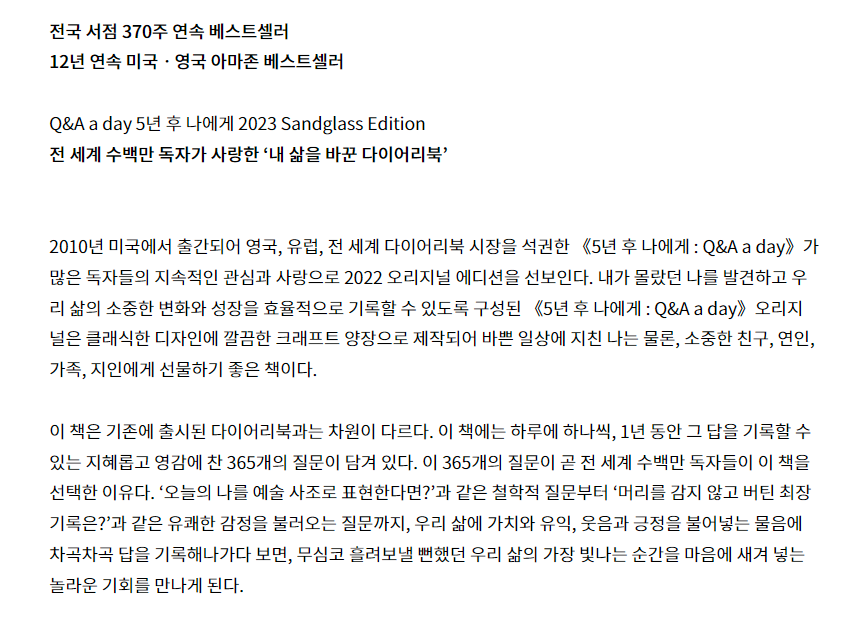 전국 서점 370주 연속 베스트셀러
12년 연속 미국 · 영국 아마존 베스트셀러
Q&A a day 5년 후 나에게 2023 Sandglass Edition
전 세계 수백만 독자가 사랑한 ‘내 삶을 바꾼 다이어리북’
2010년 미국에서 출간되어 영국, 유럽, 전 세계 다이어리북 시장을 석권한 《5년 후 나에게 : Q&A a day》가
많은 독자들의 지속적인 관심과 사랑으로 2022 오리지널 에디션을 선보인다. 내가 몰랐던 나를 발견하고 우
리 삶의 소중한 변화와 성장을 효율적으로 기록할 수 있도록 구성된 《5년 후 나에게 : Q&A a day》오리지
널은 클래식한 디자인에 깔끔한 크래프트 양장으로 제작되어 바쁜 일상에 지친 나는 물론, 소중한 친구, 연인,
가족, 지인에게 선물하기 좋은 책이다.
이 책은 기존에 출시된 다이어리북과는 차원이 다르다. 이 책에는 하루에 하나씩, 1년 동안 그 답을 기록할 수
있는 지혜롭고 영감에 찬 365개의 질문이 담겨 있다. 이 365개의 질문이 곧 전 세계 수백만 독자들이 이 책을
선택한 이유다. ‘오늘의 나를 예술 사조로 표현한다면?’과 같은 철학적 질문부터 ‘머리를 감지 않고 버틴 최장
기록은?’과 같은 유쾌한 감정을 불러오는 질문까지, 우리 삶에 가치와 유익, 웃음과 긍정을 불어넣는 물음에
차곡차곡 답을 기록해나가다 보면, 무심코 흘려보낼 뻔했던 우리 삶의 가장 빛나는 순간을 마음에 새겨 넣는
놀라운 기회를 만나게 된다.